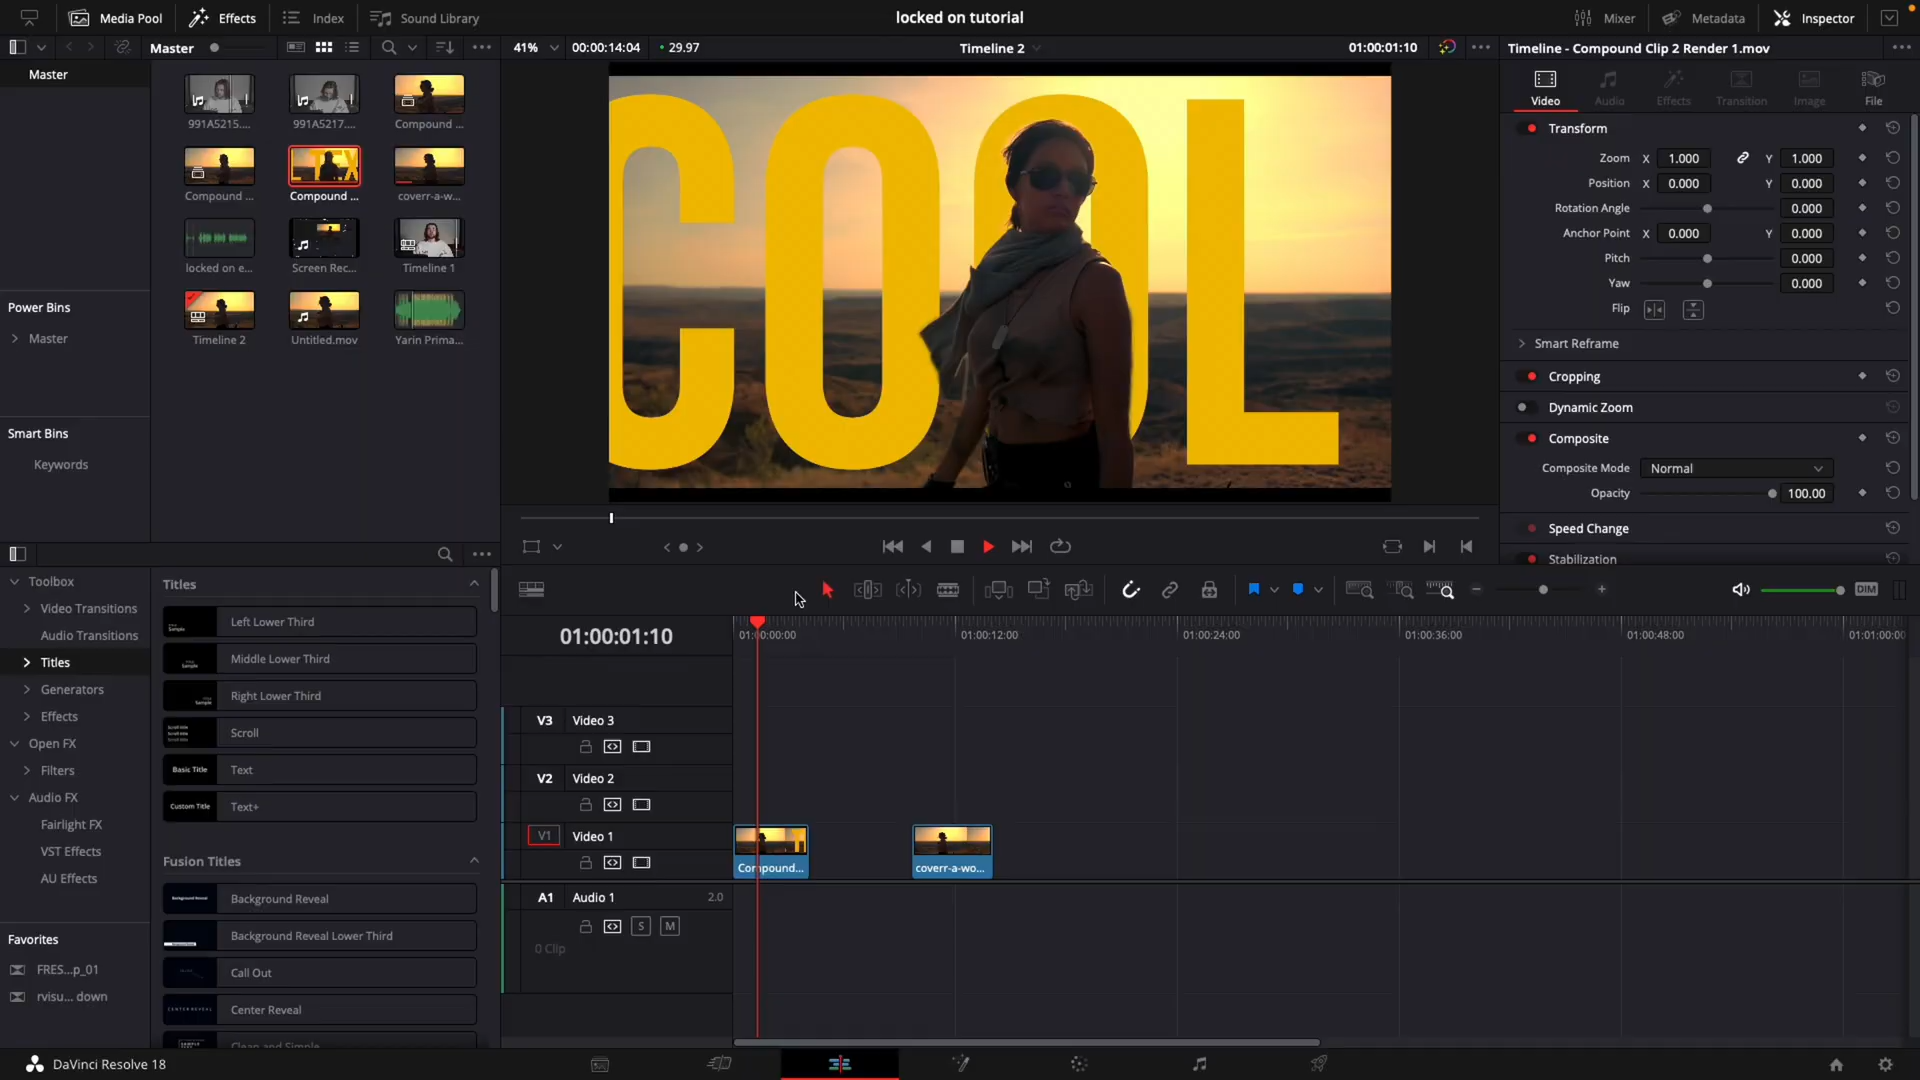 Media Pool
Effects
Index
Sound Library
locked on tutorial
Mixer
Metadata
Inspector
Master
41%
00:00:14:04
29.97
Timeline 2
01:00:01:10
Timeline - Compound Clip 2 Render 1.mov
Master
991A5215....
991A5217....
Compound ...
Compound ...
Compound ...
coverr-a-w...
locked on e...
Screen Rec...
Timeline 1
Timeline 2
Untitled.mov
Yarin Prima...
Power Bins
Master
Smart Bins
Keywords
COOL
Video
Audio
Effects
Transition
Image
File
Transform
Zoom X 1.000 Y 1.000
Position X 0.000 Y 0.000
Rotation Angle 0.000
Anchor Point X 0.000 Y 0.000
Pitch 0.000
Yaw 0.000
Flip
Smart Reframe
Cropping
Dynamic Zoom
Composite
Composite Mode Normal
Opacity 100.00
Speed Change
Stabilization
Toolbox
Video Transitions
Audio Transitions
Titles
Generators
Effects
Open FX
Filters
Audio FX
Fairlight FX
VST Effects
AU Effects
Favorites
FRES...p_01
rvisu... down
Titles
Left Lower Third
Middle Lower Third
Right Lower Third
Scroll
Basic Title
Text
Custom Title
Text+
Fusion Titles
Background Reveal
Background Reveal Lower Third
Call Out
CENTER REVEAL
Center Reveal
Clean and Simple
DIM
01:00:01:10
01:00:00:00
01:00:12:00
01:00:24:00
01:00:36:00
01:00:48:00
01:01:00:00
V3 Video 3
V2 Video 2
V1 Video 1
Compound...
coverr-a-wo...
A1 Audio 1 2.0
S M
0 Clip
DaVinci Resolve 18